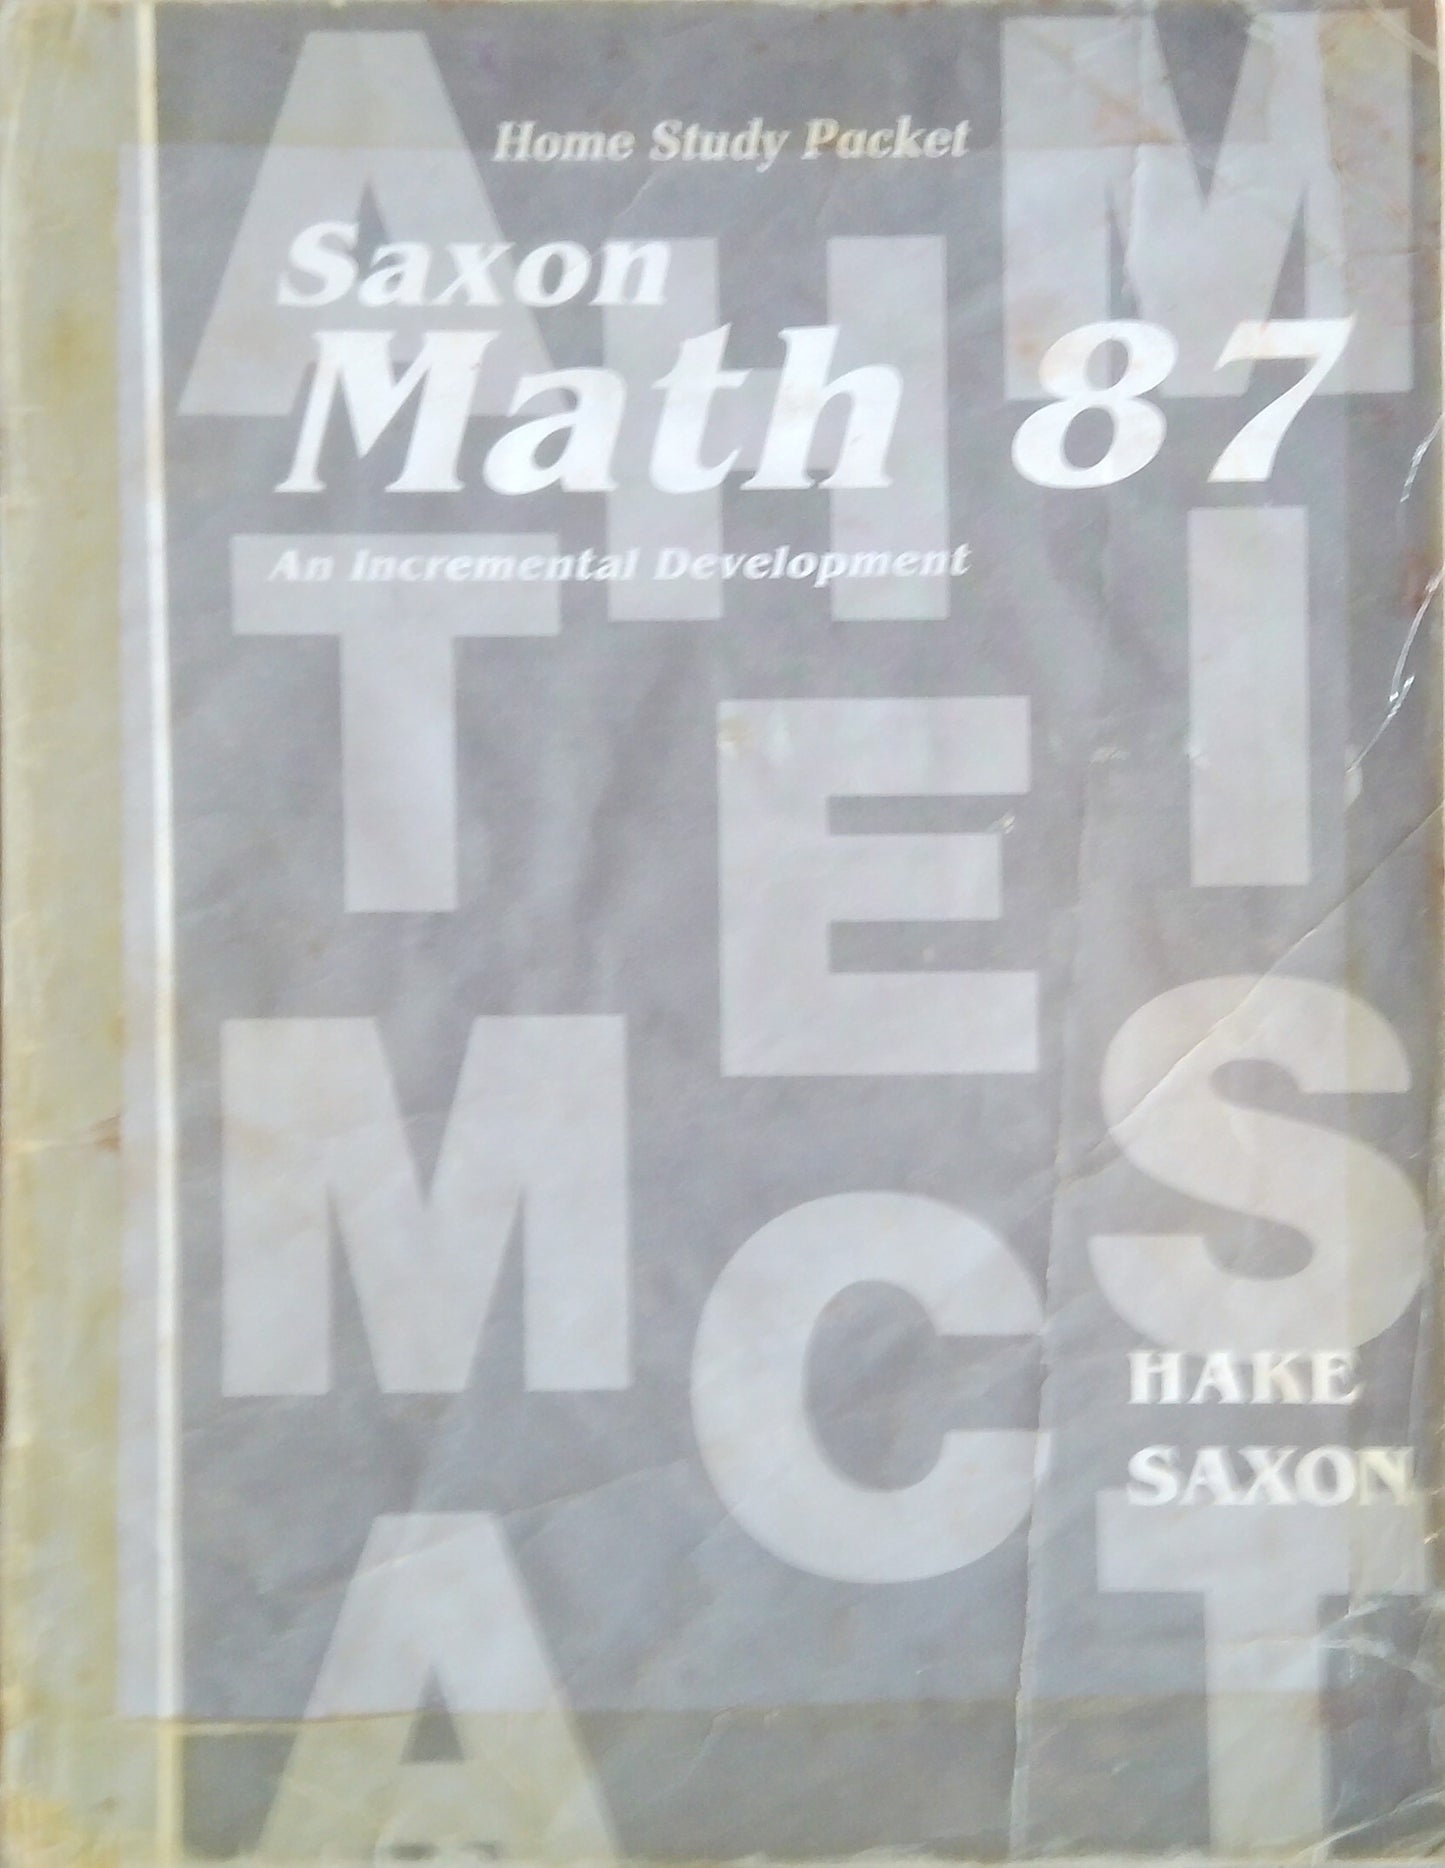 Home Study Packet
Saxon
Math 87
An Incremental Development
HAKE
SAXON
A
H
M
T
E
I
M
C
S
A
T